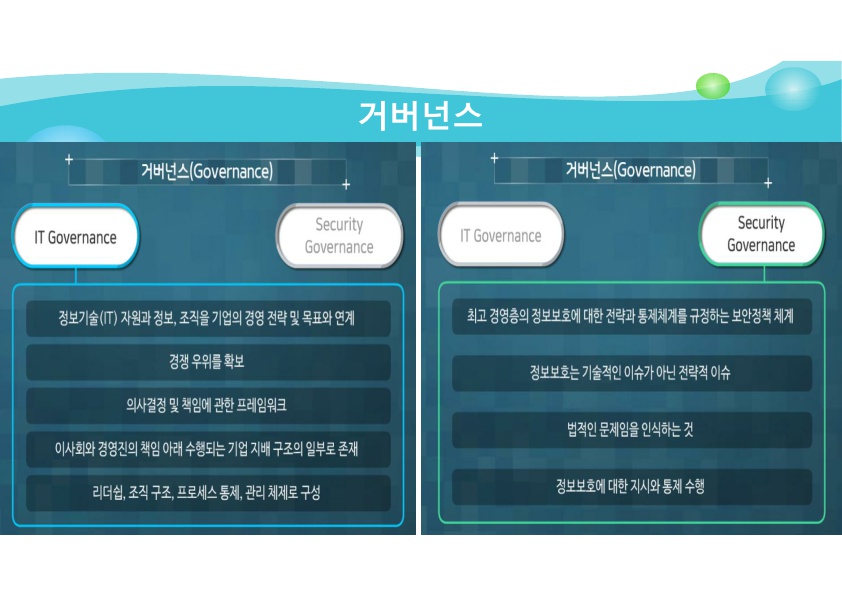 거버넌스
거버넌스(Governance)
IT Governance
Security
Governance
정보기술(IT) 자원과 정보, 조직을 기업의 경영 전략 및 목표와 연계
경쟁 우위를 확보
의사결정 및 책임에 관한 프레임워크
이사회와 경영진의 책임 아래 수행되는 기업 지배 구조의 일부로 존재
리더쉽, 조직 구조, 프로세스 통제, 관리 체제로 구성
거버넌스(Governance)
IT Governance
Security
Governance
최고 경영층의 정보보호에 대한 전략과 통제체계를 규정하는 보안정책 체계
정보보호는 기술적인 이슈가 아닌 전략적 이슈
법적인 문제임을 인식하는 것
정보보호에 대한 지시와 통제 수행